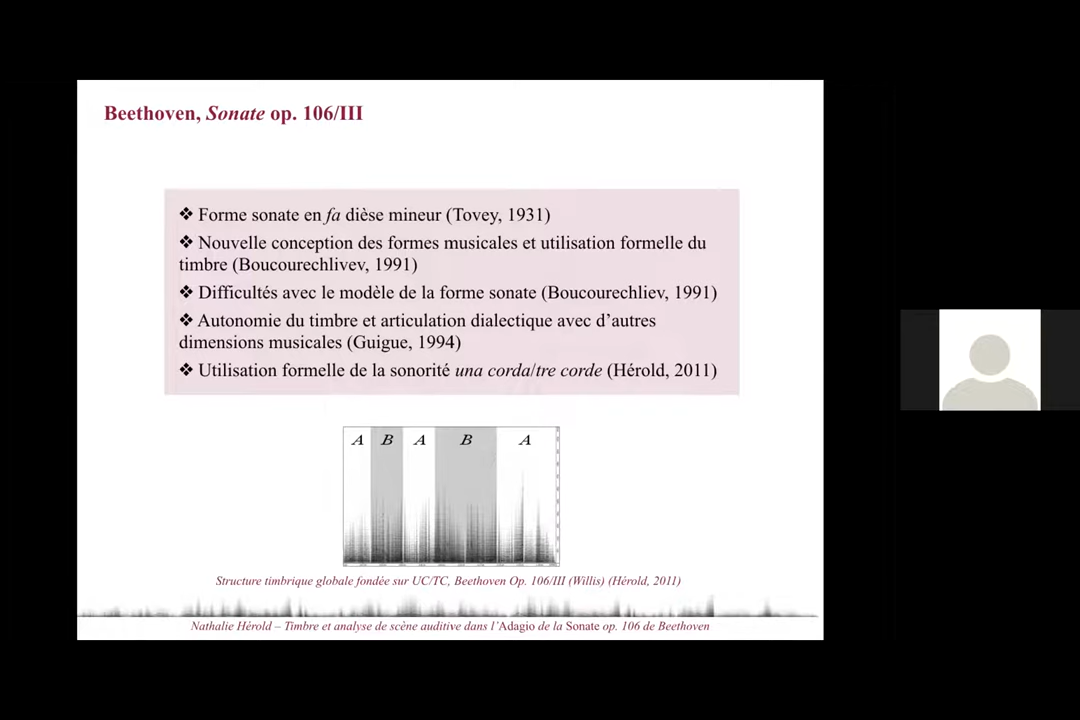 Beethoven, Sonate op. 106/III
❖ Forme sonate en fa dièse mineur (Tovey, 1931)
❖ Nouvelle conception des formes musicales et utilisation formelle du
timbre (Boucourechlivev, 1991)
❖ Difficultés avec le modèle de la forme sonate (Boucourechliev, 1991)
❖ Autonomie du timbre et articulation dialectique avec d’autres
dimensions musicales (Guigue, 1994)
❖ Utilisation formelle de la sonorité una corda/tre corde (Hérold, 2011)
A B A B A
Structure timbrique globale fondée sur UC/TC, Beethoven Op. 106/III (Willis) (Hérold, 2011)
Nathalie Hérold – Timbre et analyse de scène auditive dans l’Adagio de la Sonate op. 106 de Beethoven